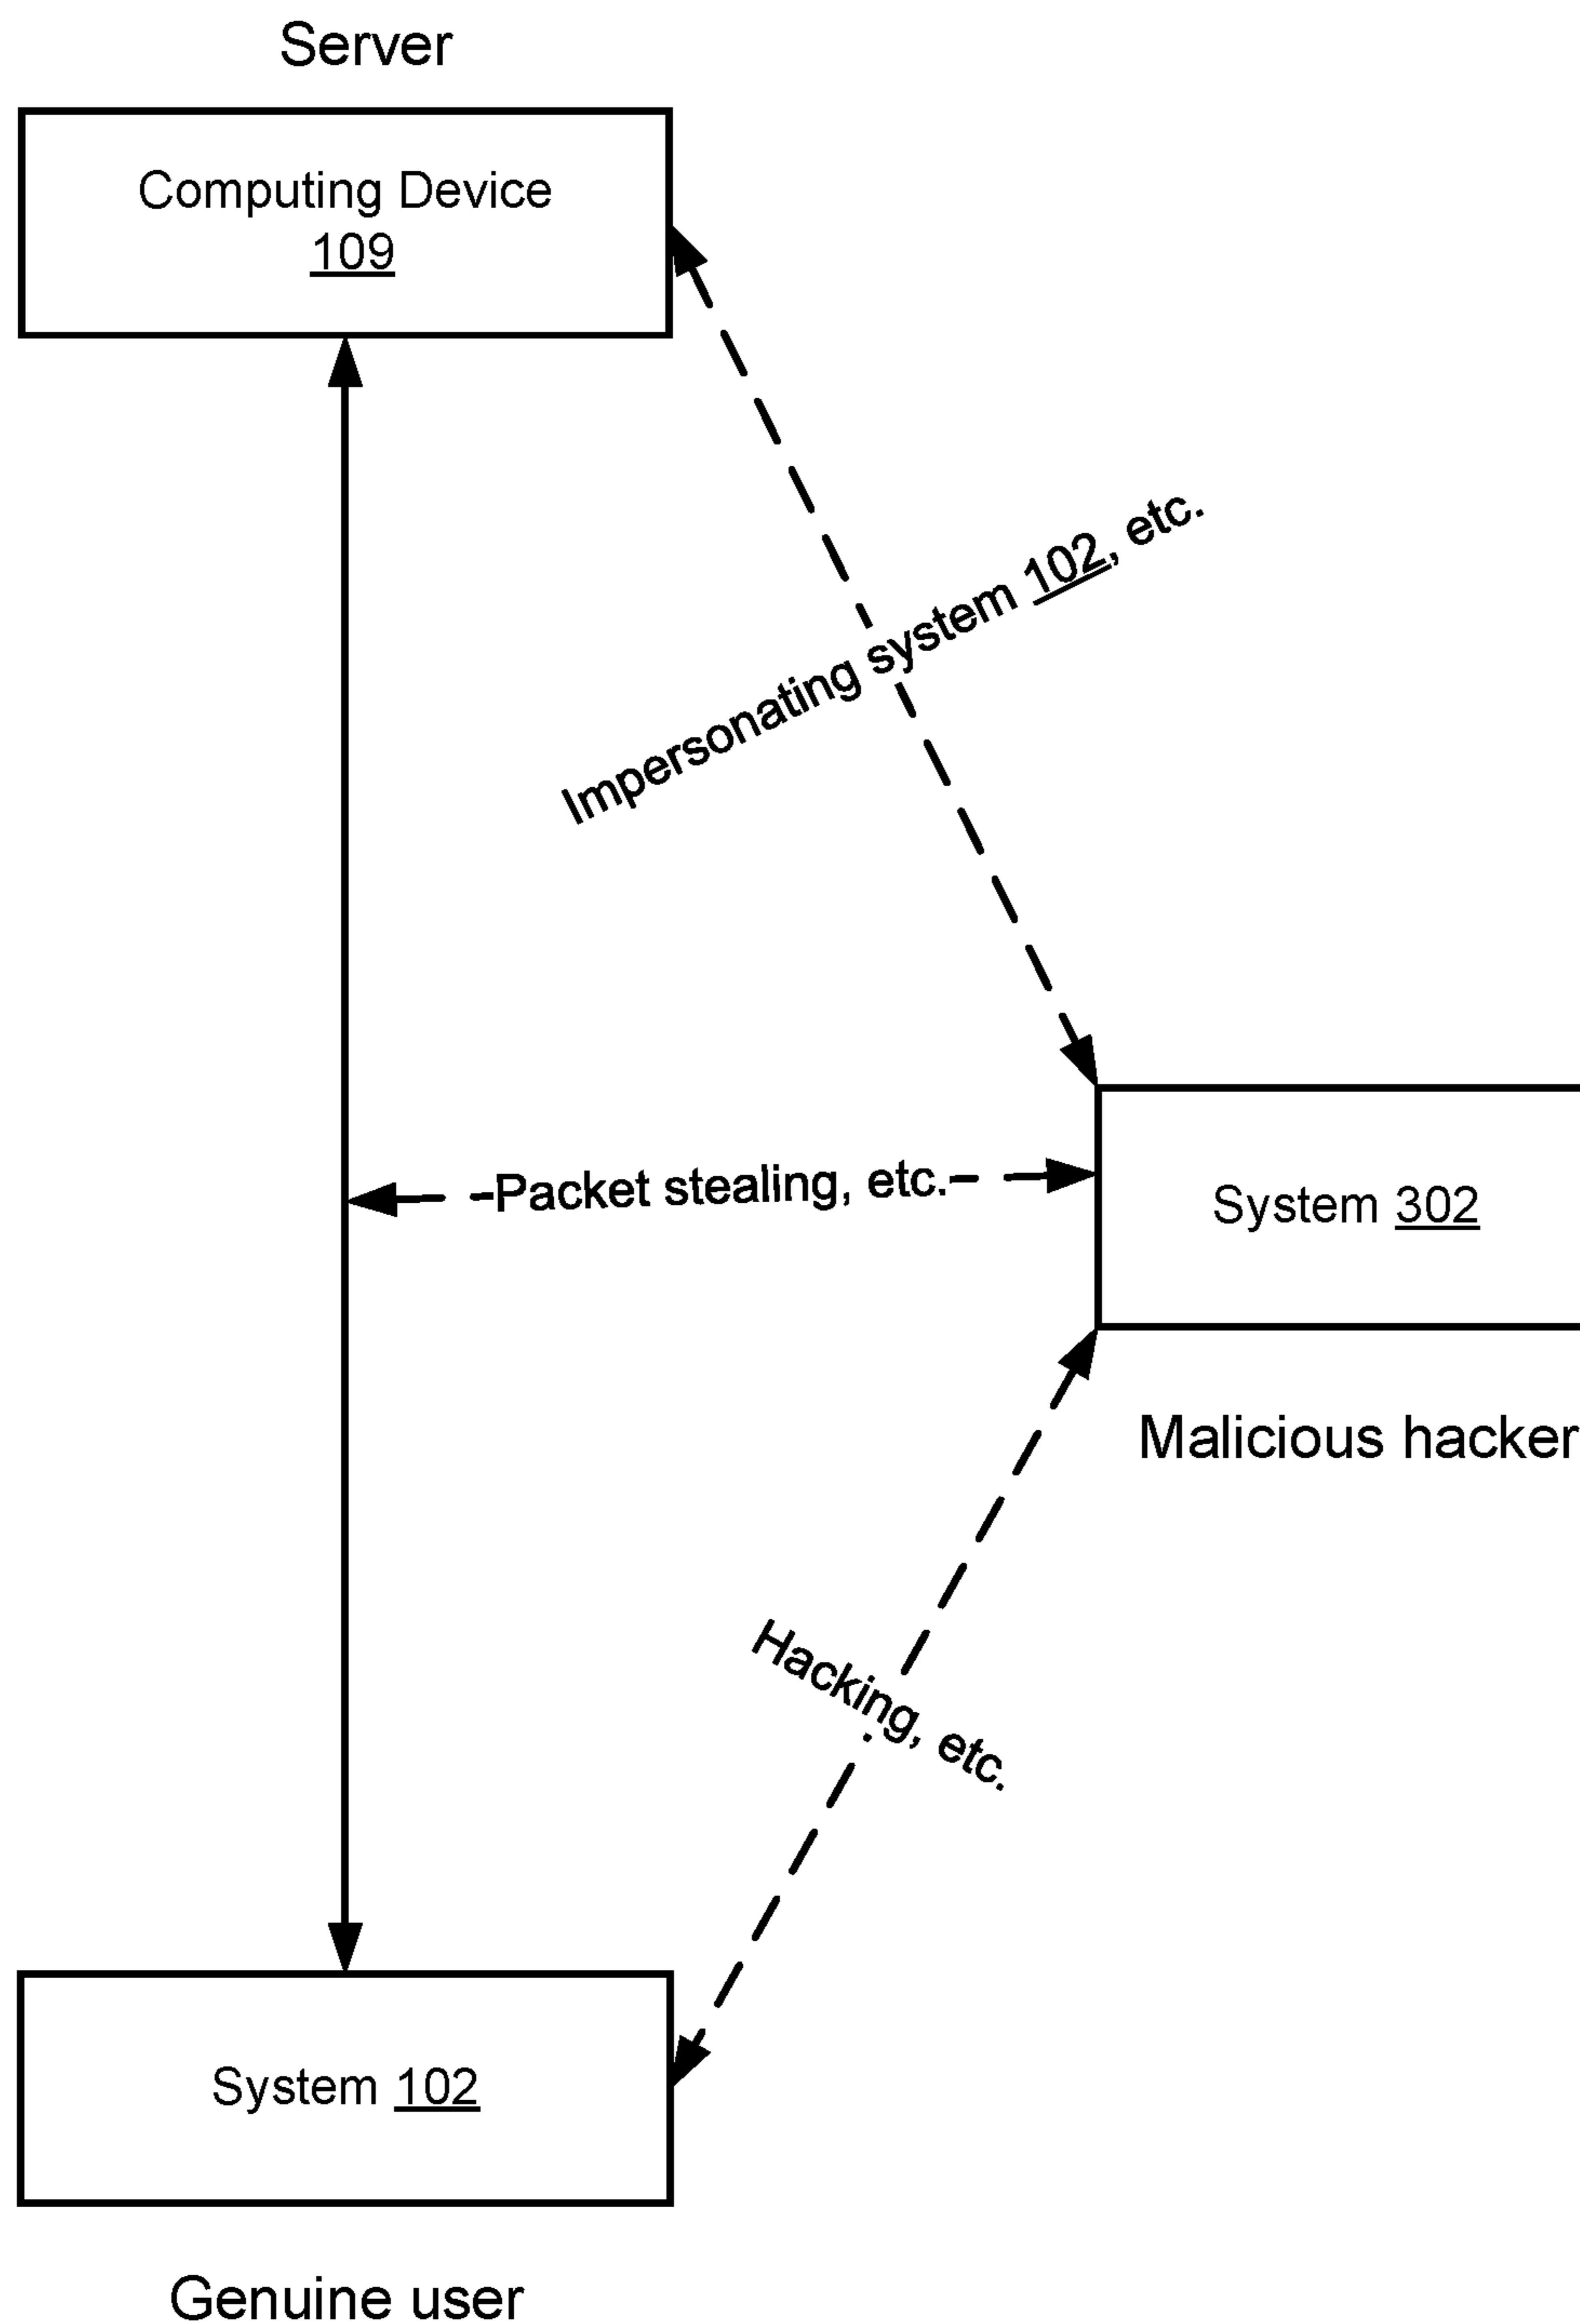 Server
Computing Device
109
Impersonating system 102, etc.
-Packet stealing, etc.-
System 302
Malicious hacker
Hacking, etc.
System 102
Genuine user